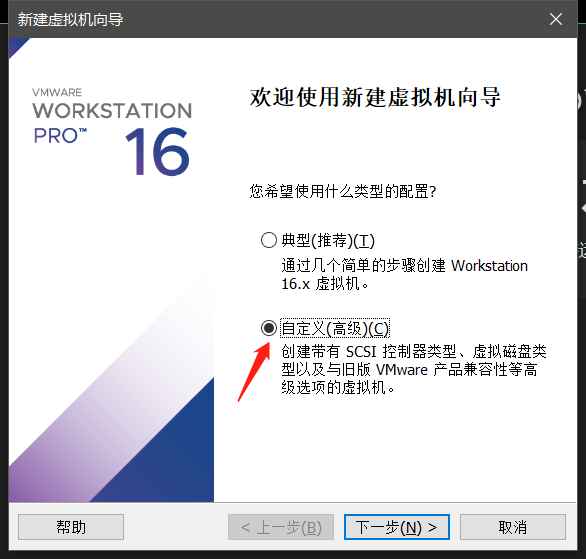 新建虚拟机向导
VMWARE
WORKSTATION
PRO™ 16
欢迎使用新建虚拟机向导
您希望使用什么类型的配置?
典型(推荐)(T)
通过几个简单的步骤创建 Workstation
16.x 虚拟机。
自定义(高级)(C)
创建带有 SCSI 控制器类型、虚拟磁盘类
型以及与旧版 VMware 产品兼容性等高
级选项的虚拟机。
帮助
< 上一步(B)
下一步(N) >
取消